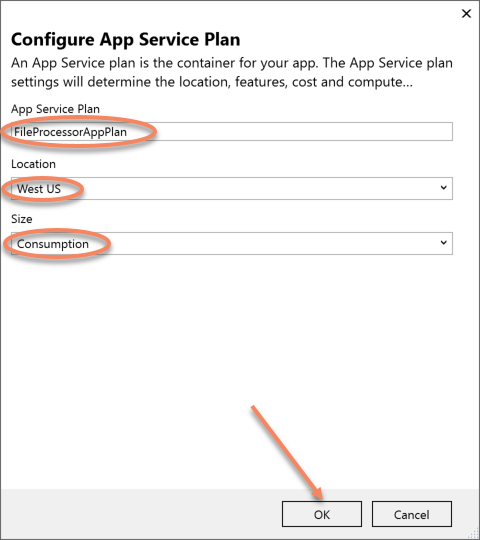 Configure App Service Plan
An App Service plan is the container for your app. The App Service plan
settings will determine the location, features, cost and compute...
App Service Plan
FileProcessorAppPlan
Location
West US
Size
Consumption
OK
Cancel